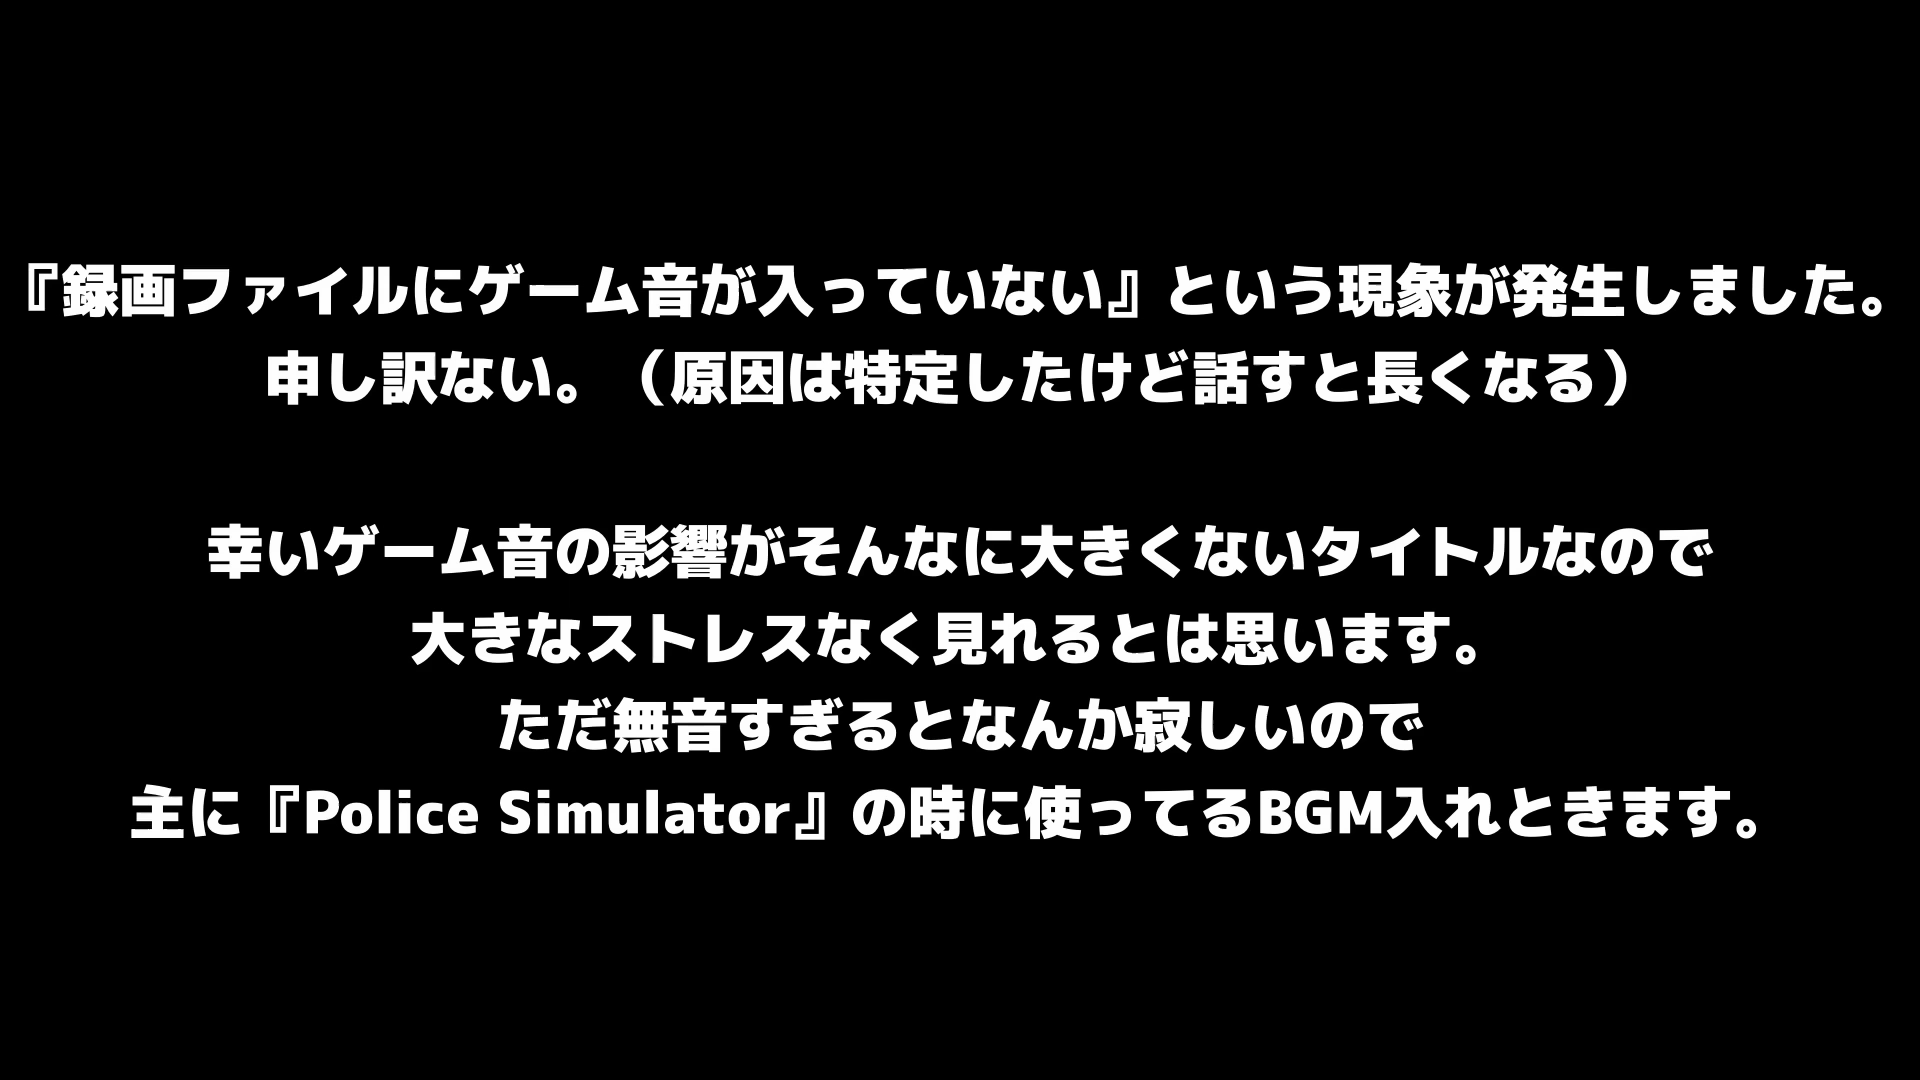 『録画ファイルにゲーム音が入っていない』という現象が発生しました。
申し訳ない。（原因は特定したけど話すと長くなる）
幸いゲーム音の影響がそんなに大きくないタイトルなので
大きなストレスなく見れるとは思います。
ただ無音すぎるとなんか寂しいので
主に『Police Simulator』の時に使ってるBGM入れときます。